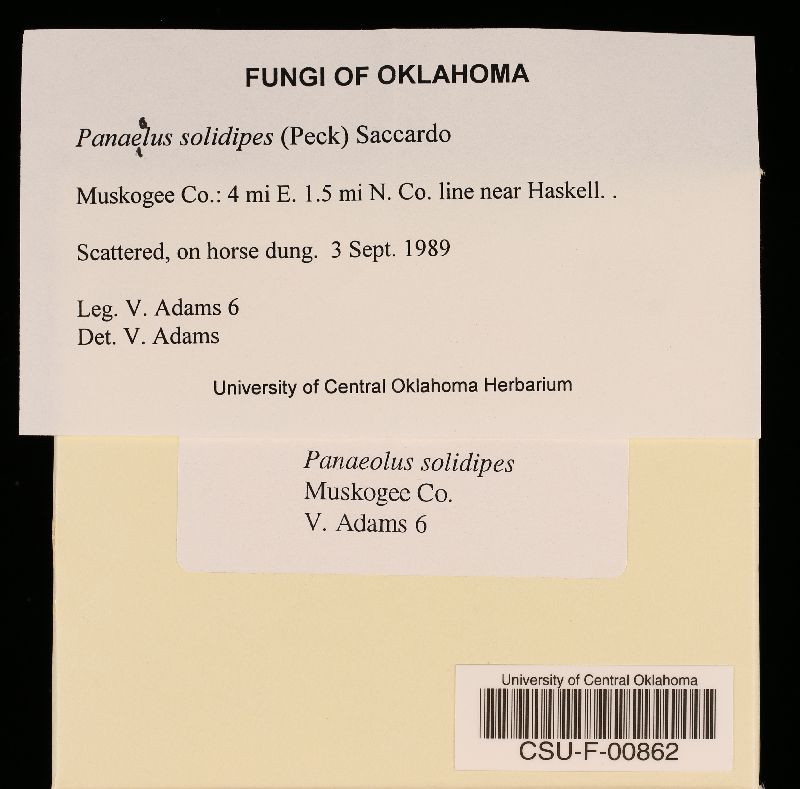 FUNGI OF OKLAHOMA
Panaeolus solidipes (Peck) Saccardo
Muskogee Co.: 4 mi E. 1.5 mi N. Co. line near Haskell. .
Scattered, on horse dung. 3 Sept. 1989
Leg. V. Adams 6
Det. V. Adams
University of Central Oklahoma Herbarium
Panaeolus solidipes
Muskogee Co.
V. Adams 6
University of Central Oklahoma
CSU-F-00862